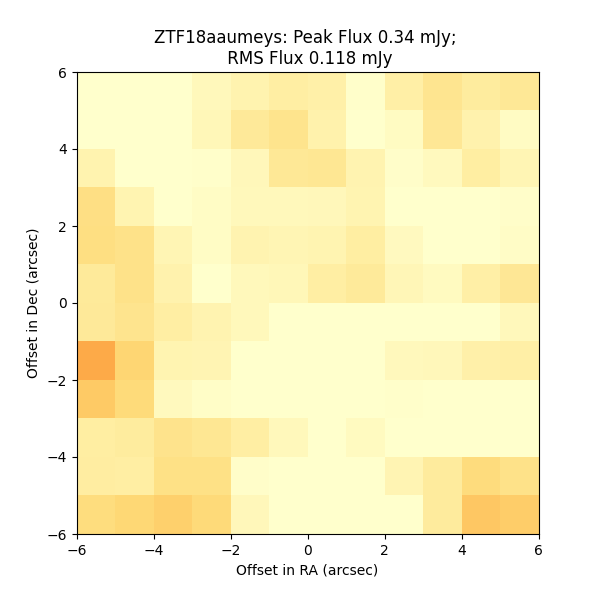 ZTF18aaumeys: Peak Flux 0.34 mJy;
RMS Flux 0.118 mJy
6
4
2
0
−2
−4
−6
Offset in Dec (arcsec)
−6 −4 −2 0 2 4 6
Offset in RA (arcsec)